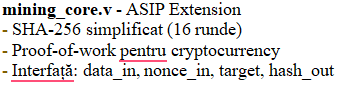 mining_core.v - ASIP Extension
- SHA-256 simplificat (16 runde)
- Proof-of-work pentru cryptocurrency
- Interfață: data_in, nonce_in, target, hash_out